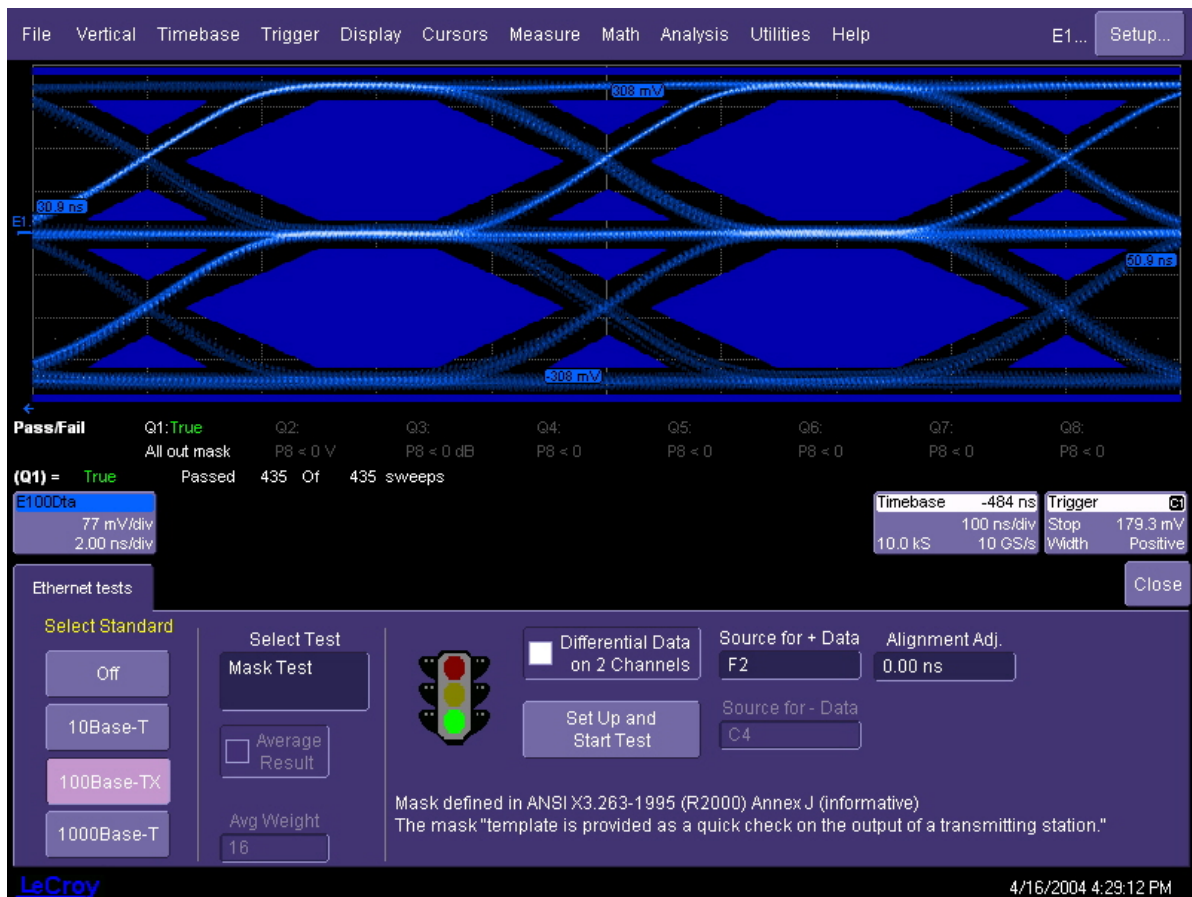 File Vertical Timebase Trigger Display Cursors Measure Math Analysis Utilities Help E1... Setup...
308 mV
30.9 ns
E1
50.9 ns
-308 mV
Pass/Fail Q1:True Q2: Q3: Q4: Q5: Q6: Q7: Q8:
All out mask P8 < 0 V P8 < 0 dB P8 < 0 P8 < 0 P8 < 0 P8 < 0 P8 < 0
(Q1) = True Passed 435 Of 435 sweeps
E100Dta
77 mV/div
2.00 ns/div
Timebase -484 ns
100 ns/div
10.0 kS 10 GS/s
Trigger C1
Stop 179.3 mV
Width Positive
Ethernet tests
Close
Select Standard
Off
10Base-T
100Base-TX
1000Base-T
Select Test
Mask Test
Average
Result
Avg Weight
16
Differential Data
on 2 Channels
Set Up and
Start Test
Source for + Data
F2
Source for - Data
C4
Alignment Adj.
0.00 ns
Mask defined in ANSI X3.263-1995 (R2000) Annex J (informative)
The mask "template is provided as a quick check on the output of a transmitting station."
LeCroy
4/16/2004 4:29:12 PM